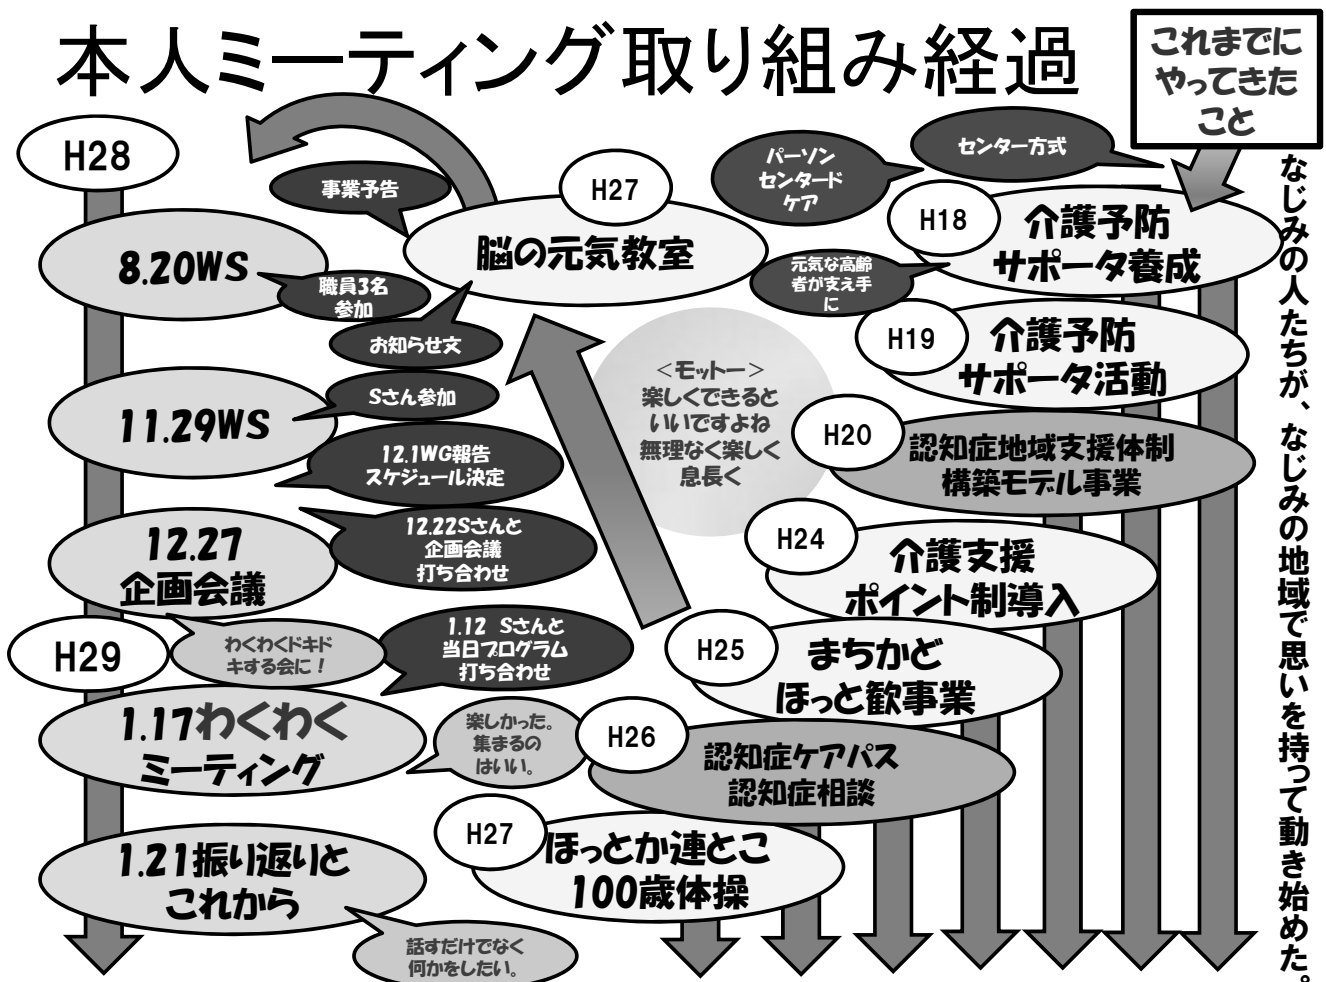 本人ミーティング取り組み経過
これまでに
やってきた
こと
H28
8.20WS
職員3名
参加
事業予告
お知らせ文
H27
脳の元気教室
11.29WS
Sさん参加
12.1WG報告
スケジュール決定
12.27
企画会議
12.22Sさんと
企画会議
打ち合わせ
わくわくドキド
キする会に！
H29
1.12 Sさんと
当日プログラム
打ち合わせ
1.17わくわく
ミーティング
楽しかった。
集まるの
はいい。
1.21振り返りと
これから
話すだけでなく
何かをしたい。
＜モットー＞
楽しくできると
いいですよね
無理なく楽しく
息長く
パーソン
センタード
ケア
センター方式
H18
介護予防
サポータ養成
元気な高齢
者が支え手
に
H19
介護予防
サポータ活動
H20
認知症地域支援体制
構築モデル事業
H24
介護支援
ポイント制導入
H25
まちかど
ほっと歓事業
H26
認知症ケアパス
認知症相談
H27
ほっとか連とこ
100歳体操
なじみの人たちが、なじみの地域で思いを持って動き始めた。